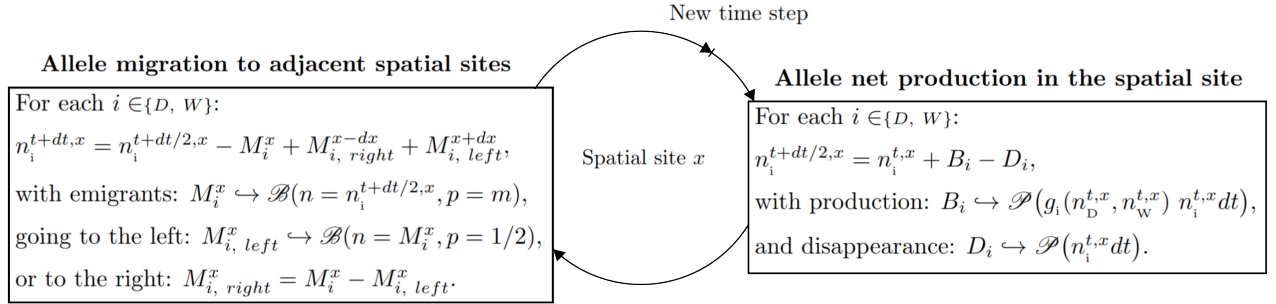 New time step
Allele migration to adjacent spatial sites
For each i ∈{D, W}:
n_i^{t+dt,x} = n_i^{t+dt/2,x} − M_i^x + M_{i, right}^{x−dx} + M_{i, left}^{x+dx},
with emigrants: M_i^x ↪ ℬ(n = n_i^{t+dt/2,x}, p = m),
going to the left: M_{i, left}^x ↪ ℬ(n = M_i^x, p = 1/2),
or to the right: M_{i, right}^x = M_i^x − M_{i, left}^x.
Spatial site x
Allele net production in the spatial site
For each i ∈{D, W}:
n_i^{t+dt/2,x} = n_i^{t,x} + B_i − D_i,
with production: B_i ↪ 𝒫(g_i(n_D^{t,x}, n_W^{t,x}) n_i^{t,x}dt),
and disappearance: D_i ↪ 𝒫(n_i^{t,x}dt).